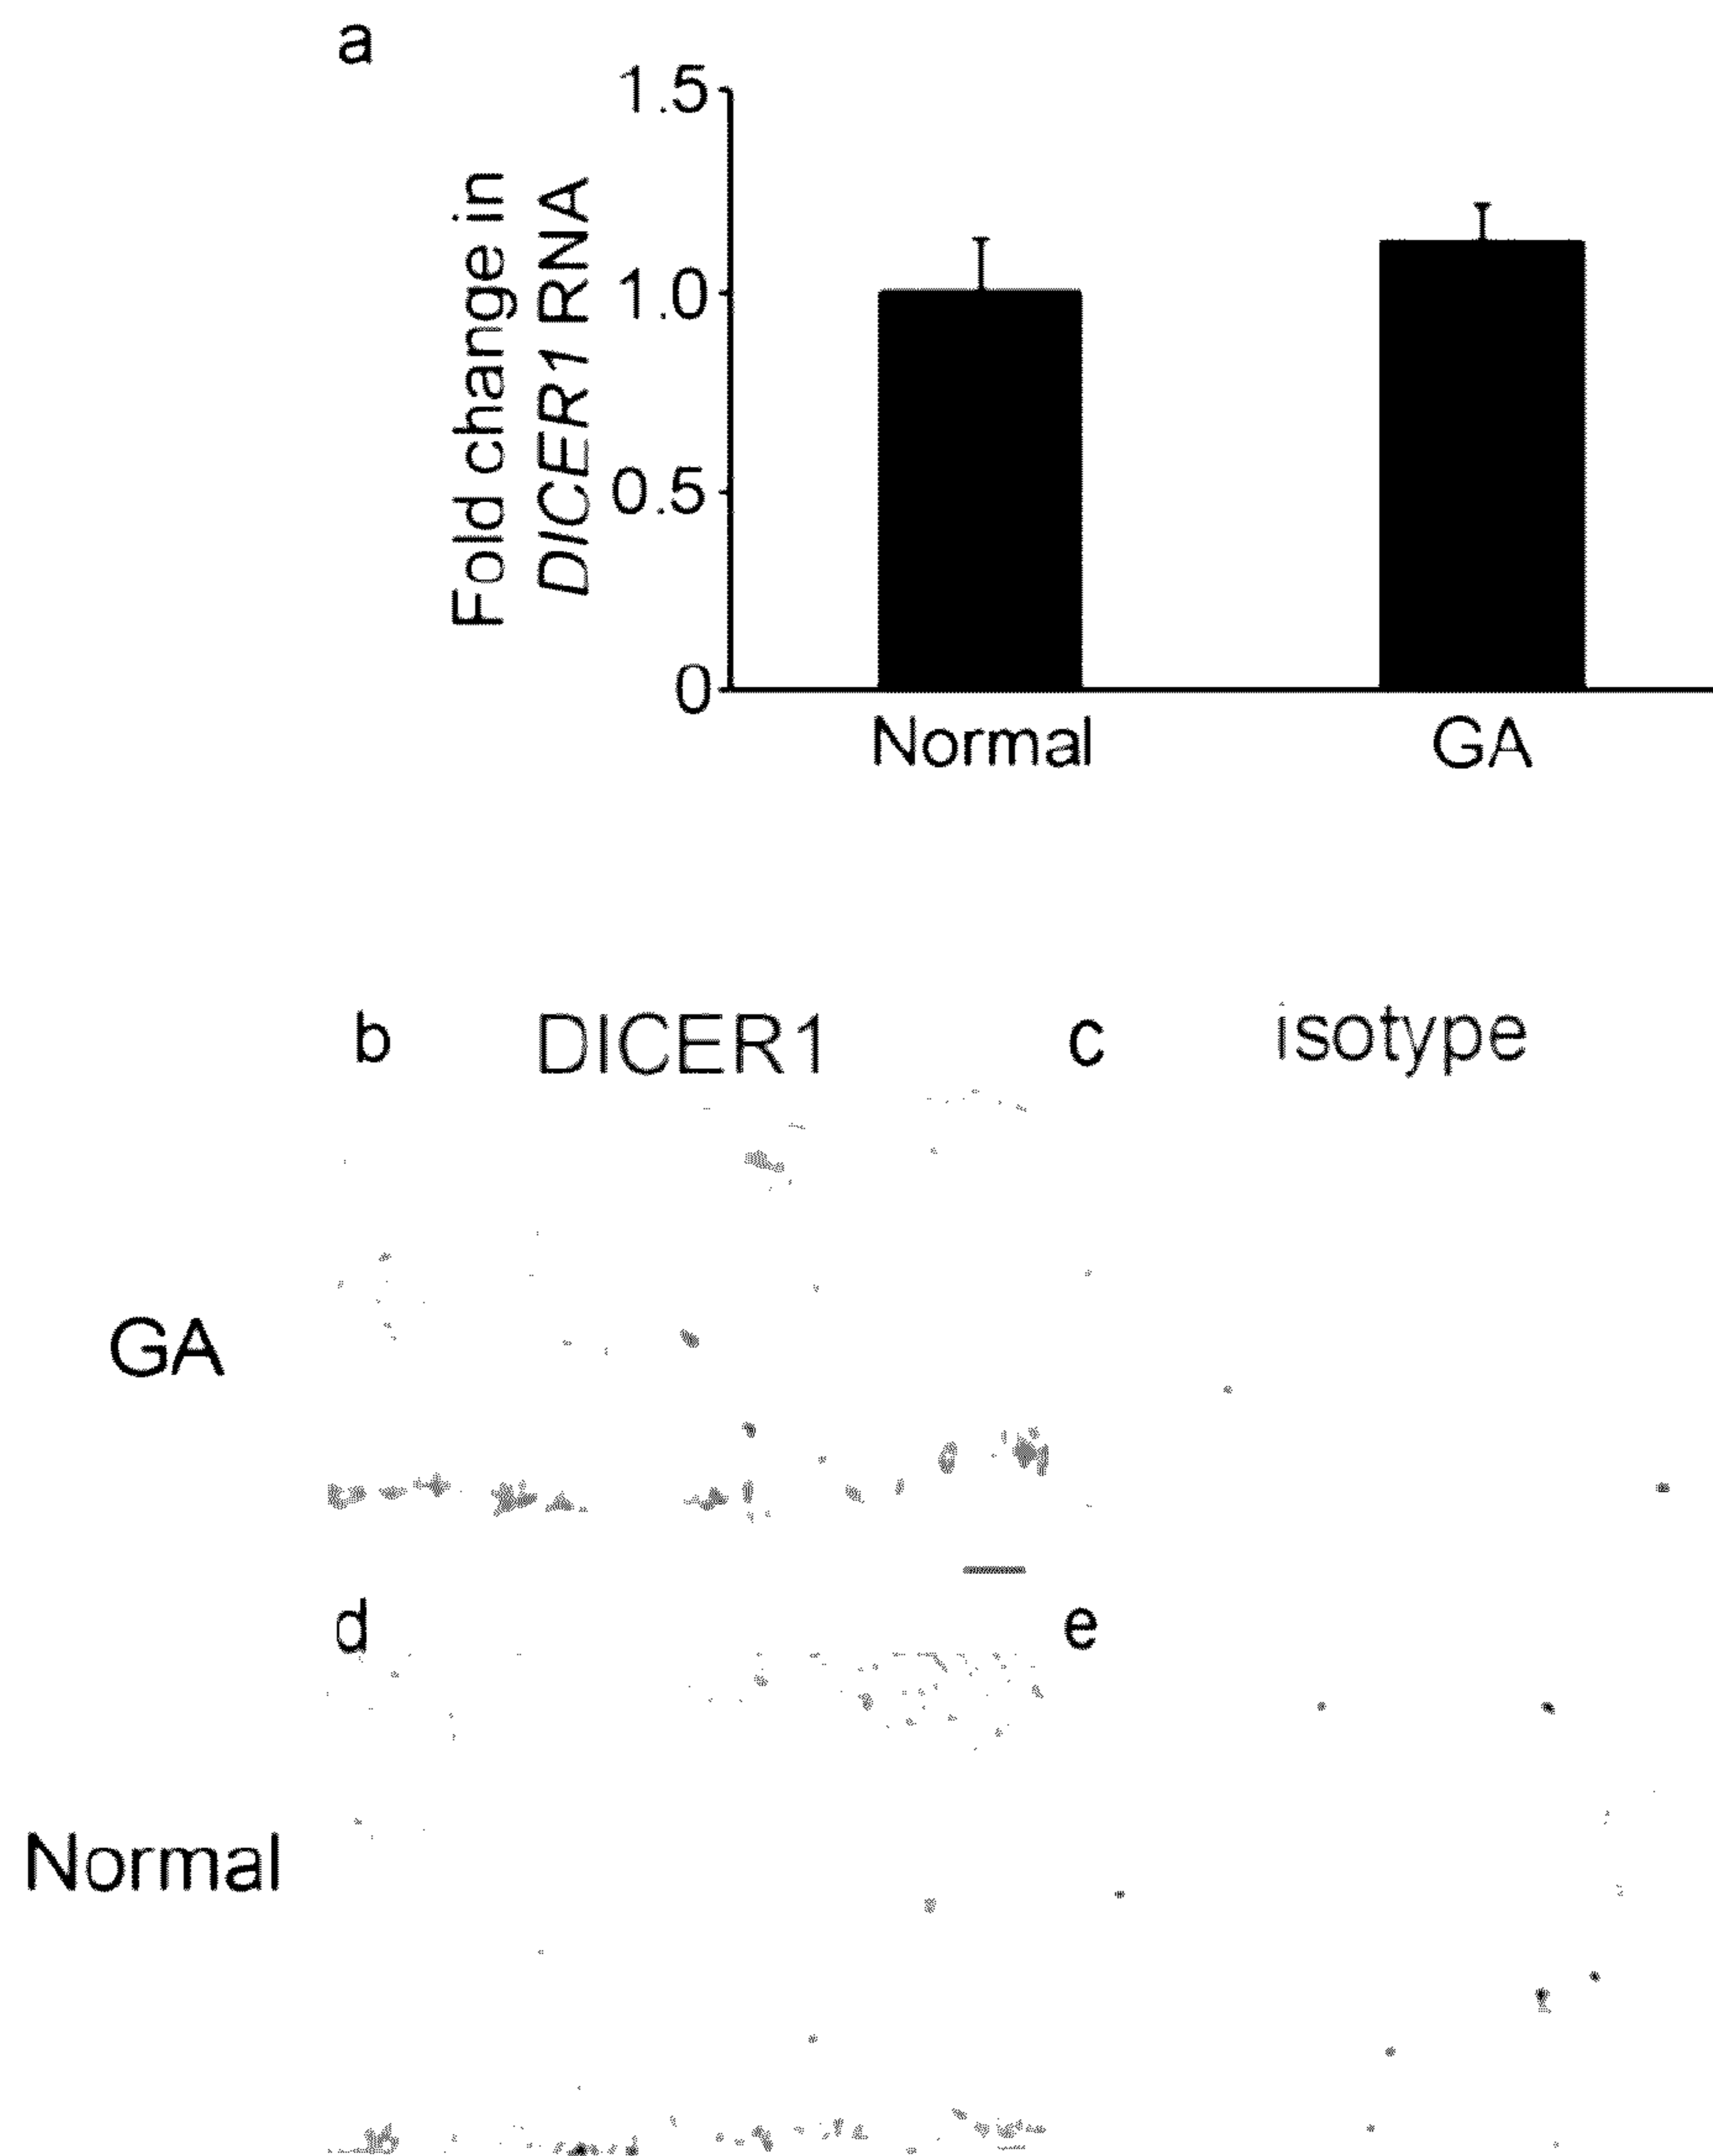 a
Fold change in
DICER1 RNA
1.5
1.0
0.5
0
Normal
GA
b
DICER1
c
isotype
GA
d
e
Normal